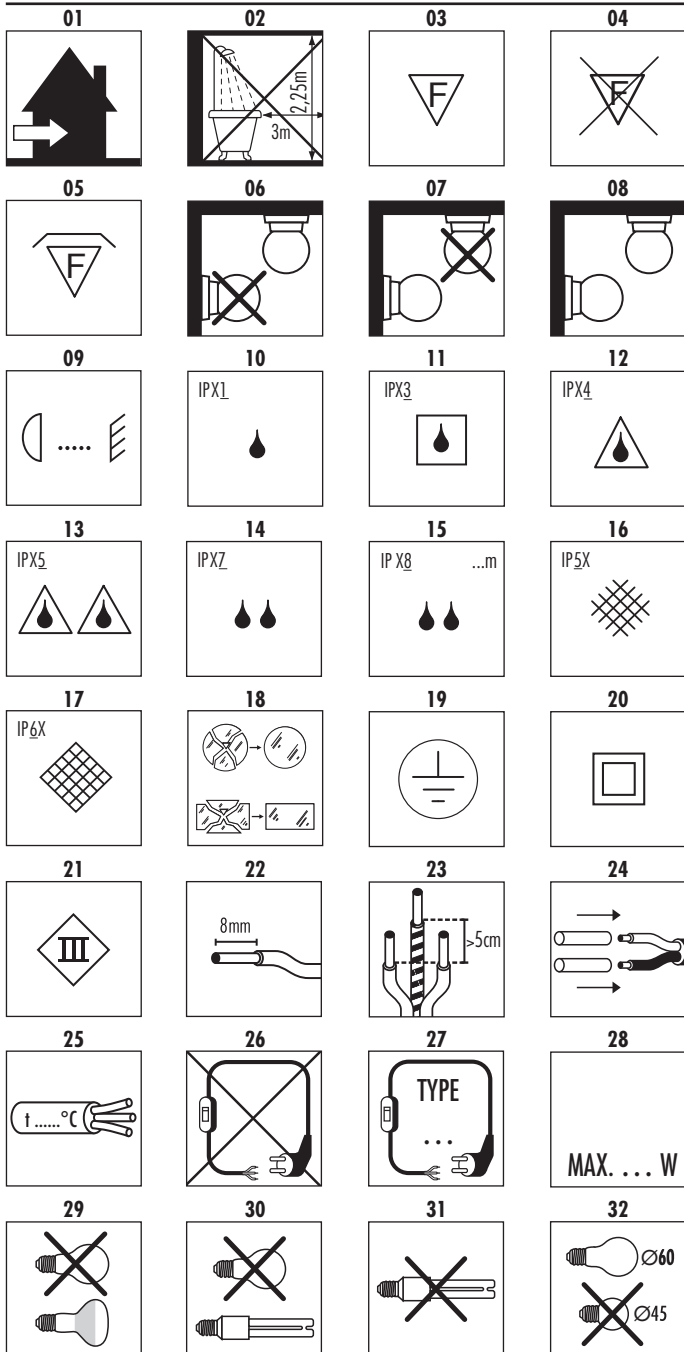 01 02 03 04
2,25m
3m
F F
05 06 07 08
F
09 10 11 12
IPX1 IPX3 IPX4
.....
13 14 15 16
IPX5 IPX7 IP X8 ...m IP5X
17 18 19 20
IP6X
21 22 23 24
III 8mm >5cm
25 26 27 28
t ......°C TYPE
...
MAX. ... . W
29 30 31 32
Ø60
Ø45